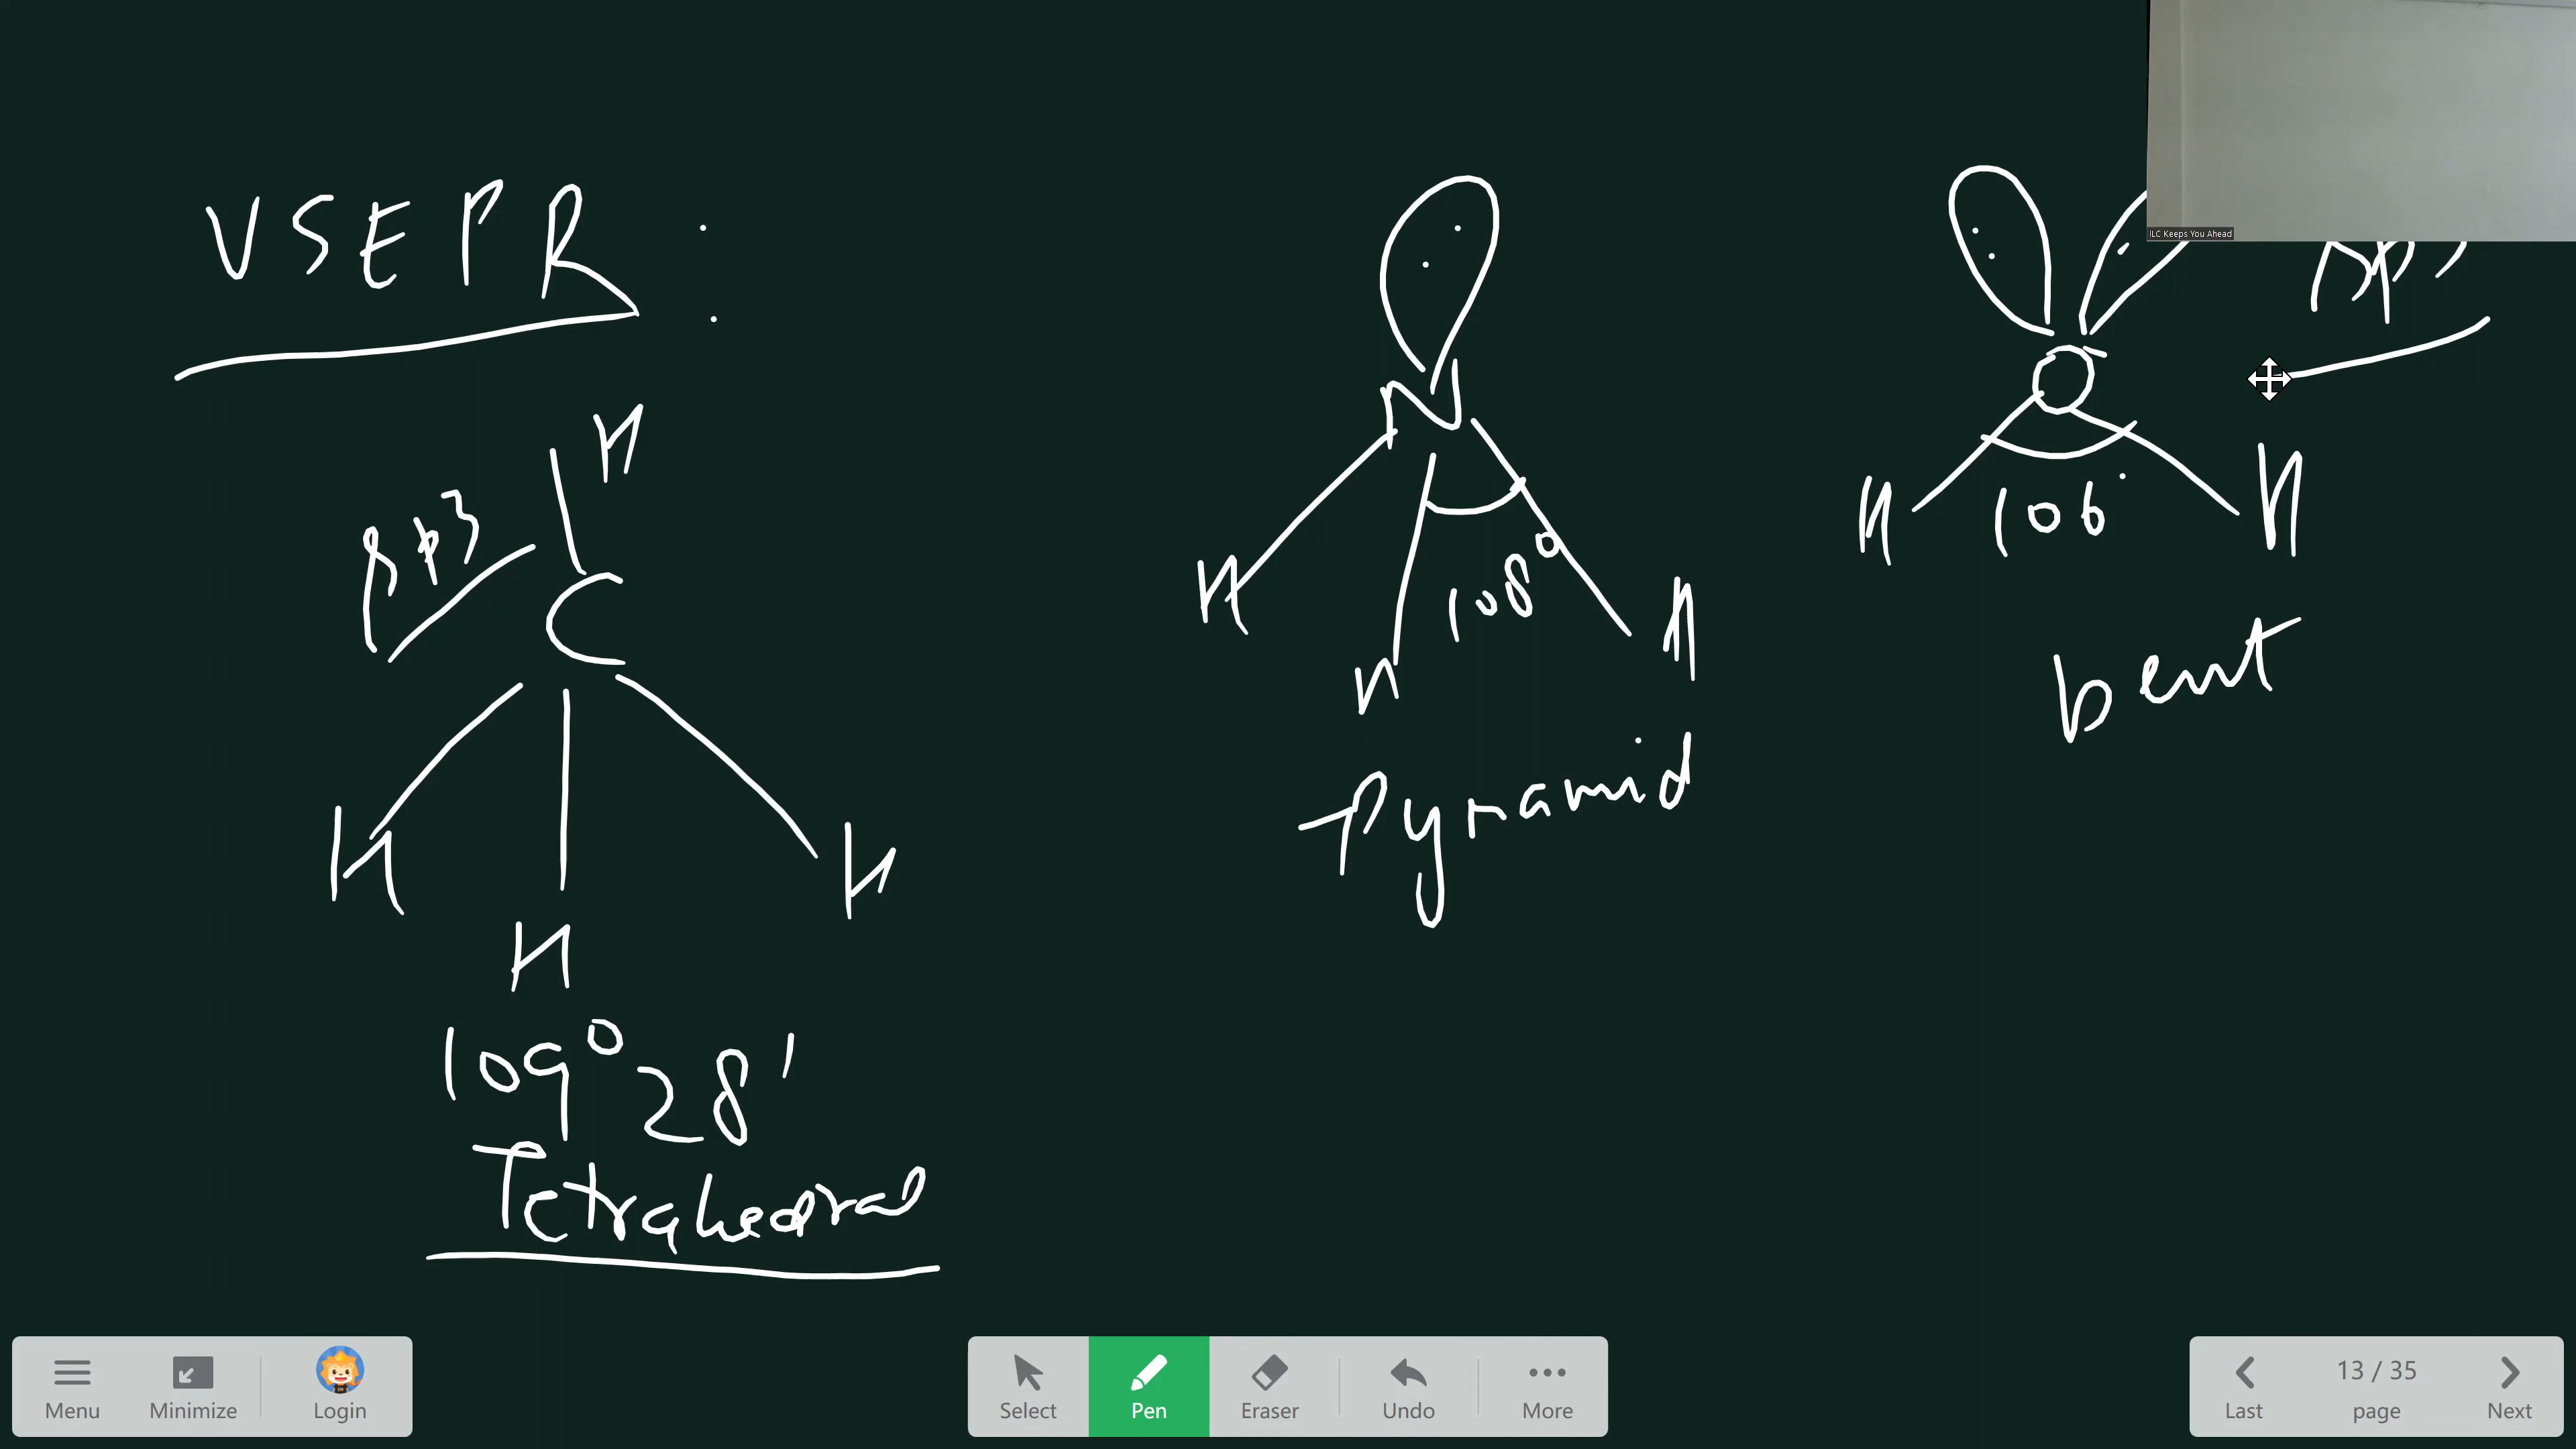 VSEPR :
ILC Keeps You Ahead
sp3
H
sp3
C
H
H
H
109° 28'
Tetrahedral
N
H
H
H
108°
Pyramid
O
H
H
106°
bent
Menu
Minimize
Login
Select
Pen
Eraser
Undo
More
Last
13 / 35
page
Next